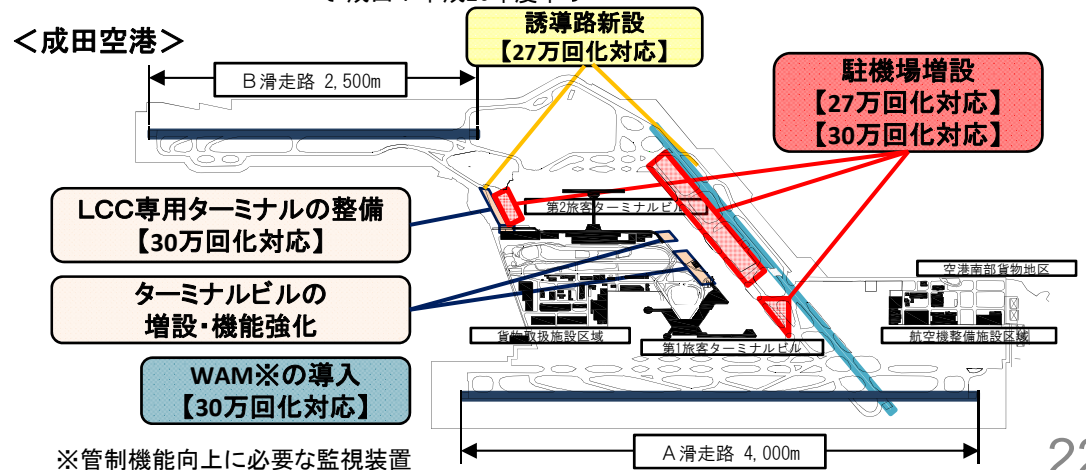 ＜成田空港＞
誘導路新設
【27万回化対応】
B滑走路 2,500m
駐機場増設
【27万回化対応】
【30万回化対応】
LCC専用ターミナルの整備
【30万回化対応】
第2旅客ターミナルビル
ターミナルビルの
増設・機能強化
空港南部貨物地区
貨物取扱施設区域
第1旅客ターミナルビル
航空機整備施設区域
WAM※の導入
【30万回化対応】
A滑走路 4,000m
※管制機能向上に必要な監視装置